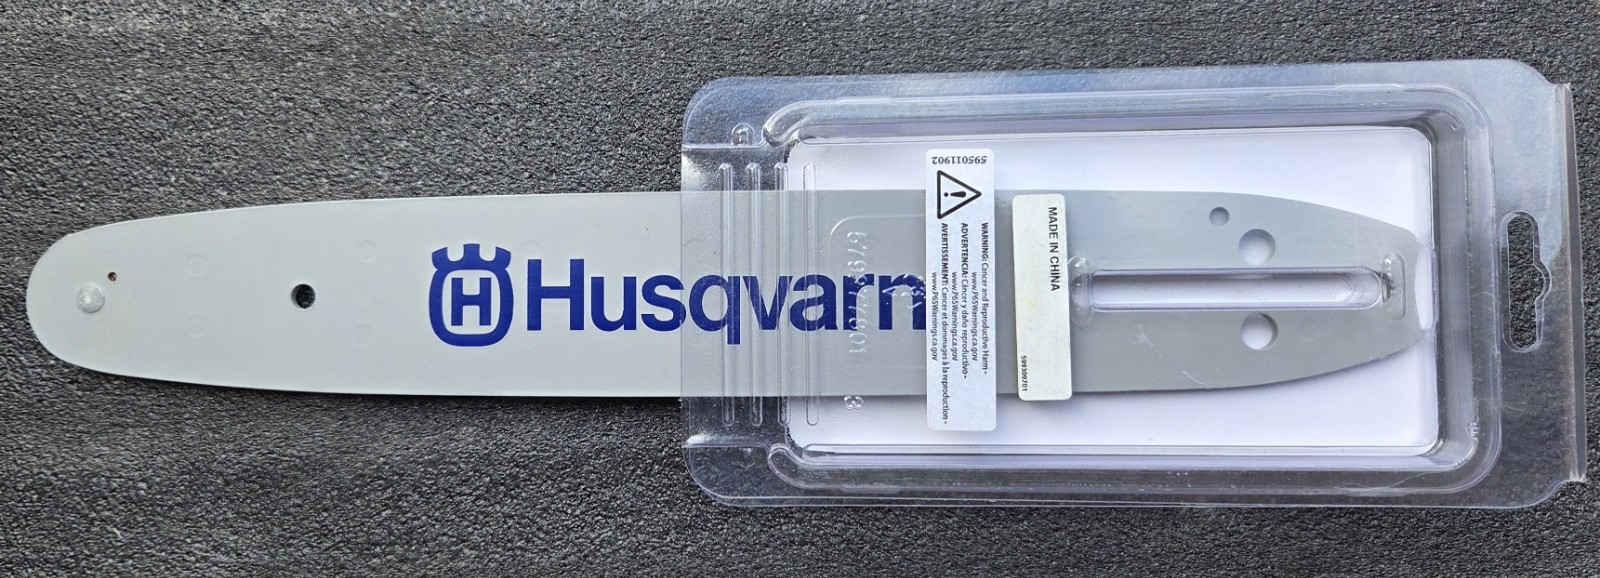 H Husqvarn
595011902
WARNING: Cancer and Reproductive Harm -
www.P65Warnings.ca.gov
ADVERTENCIA: Cáncer y daño reproductivo -
www.P65Warnings.ca.gov
AVERTISSEMENT: Cancer et dommages à la reproduction -
www.P65Warnings.ca.gov
MADE IN CHINA
599309701